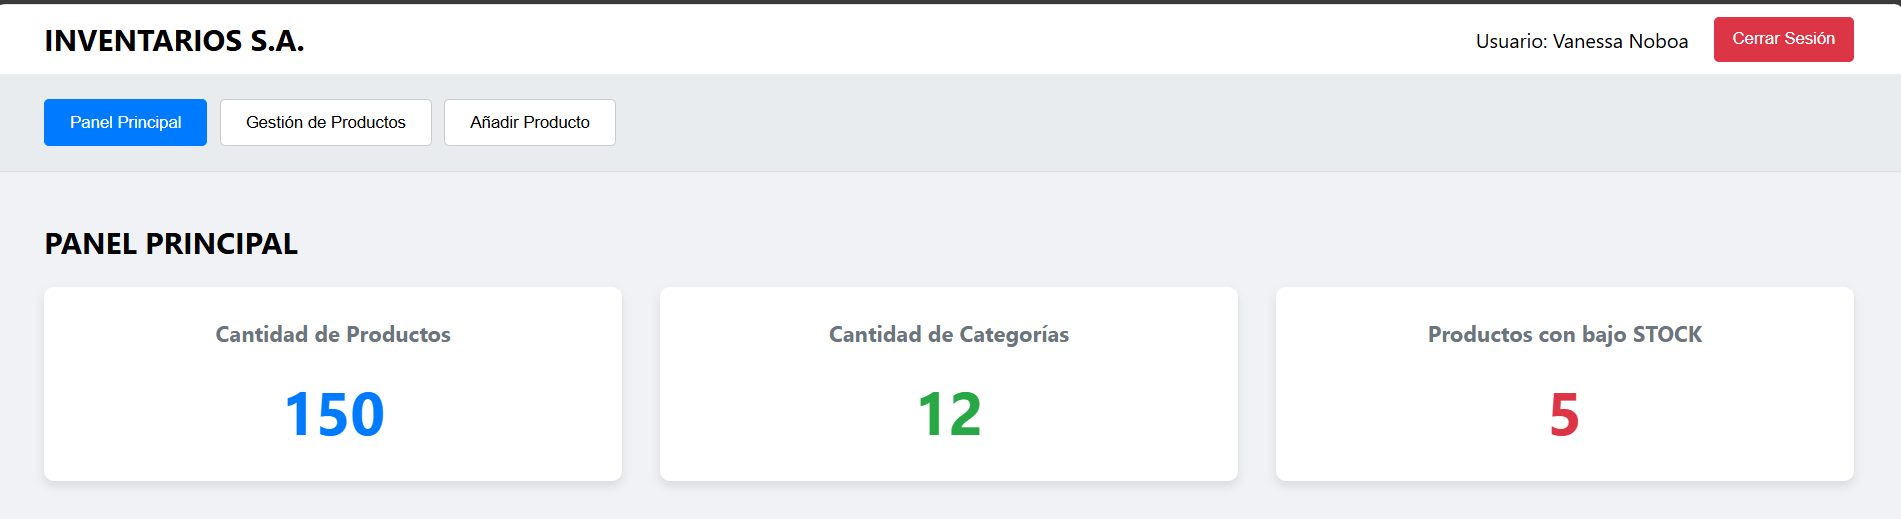 INVENTARIOS S.A.
Usuario: Vanessa Noboa
Cerrar Sesión
Panel Principal
Gestión de Productos
Añadir Producto
PANEL PRINCIPAL
Cantidad de Productos
150
Cantidad de Categorías
12
Productos con bajo STOCK
5